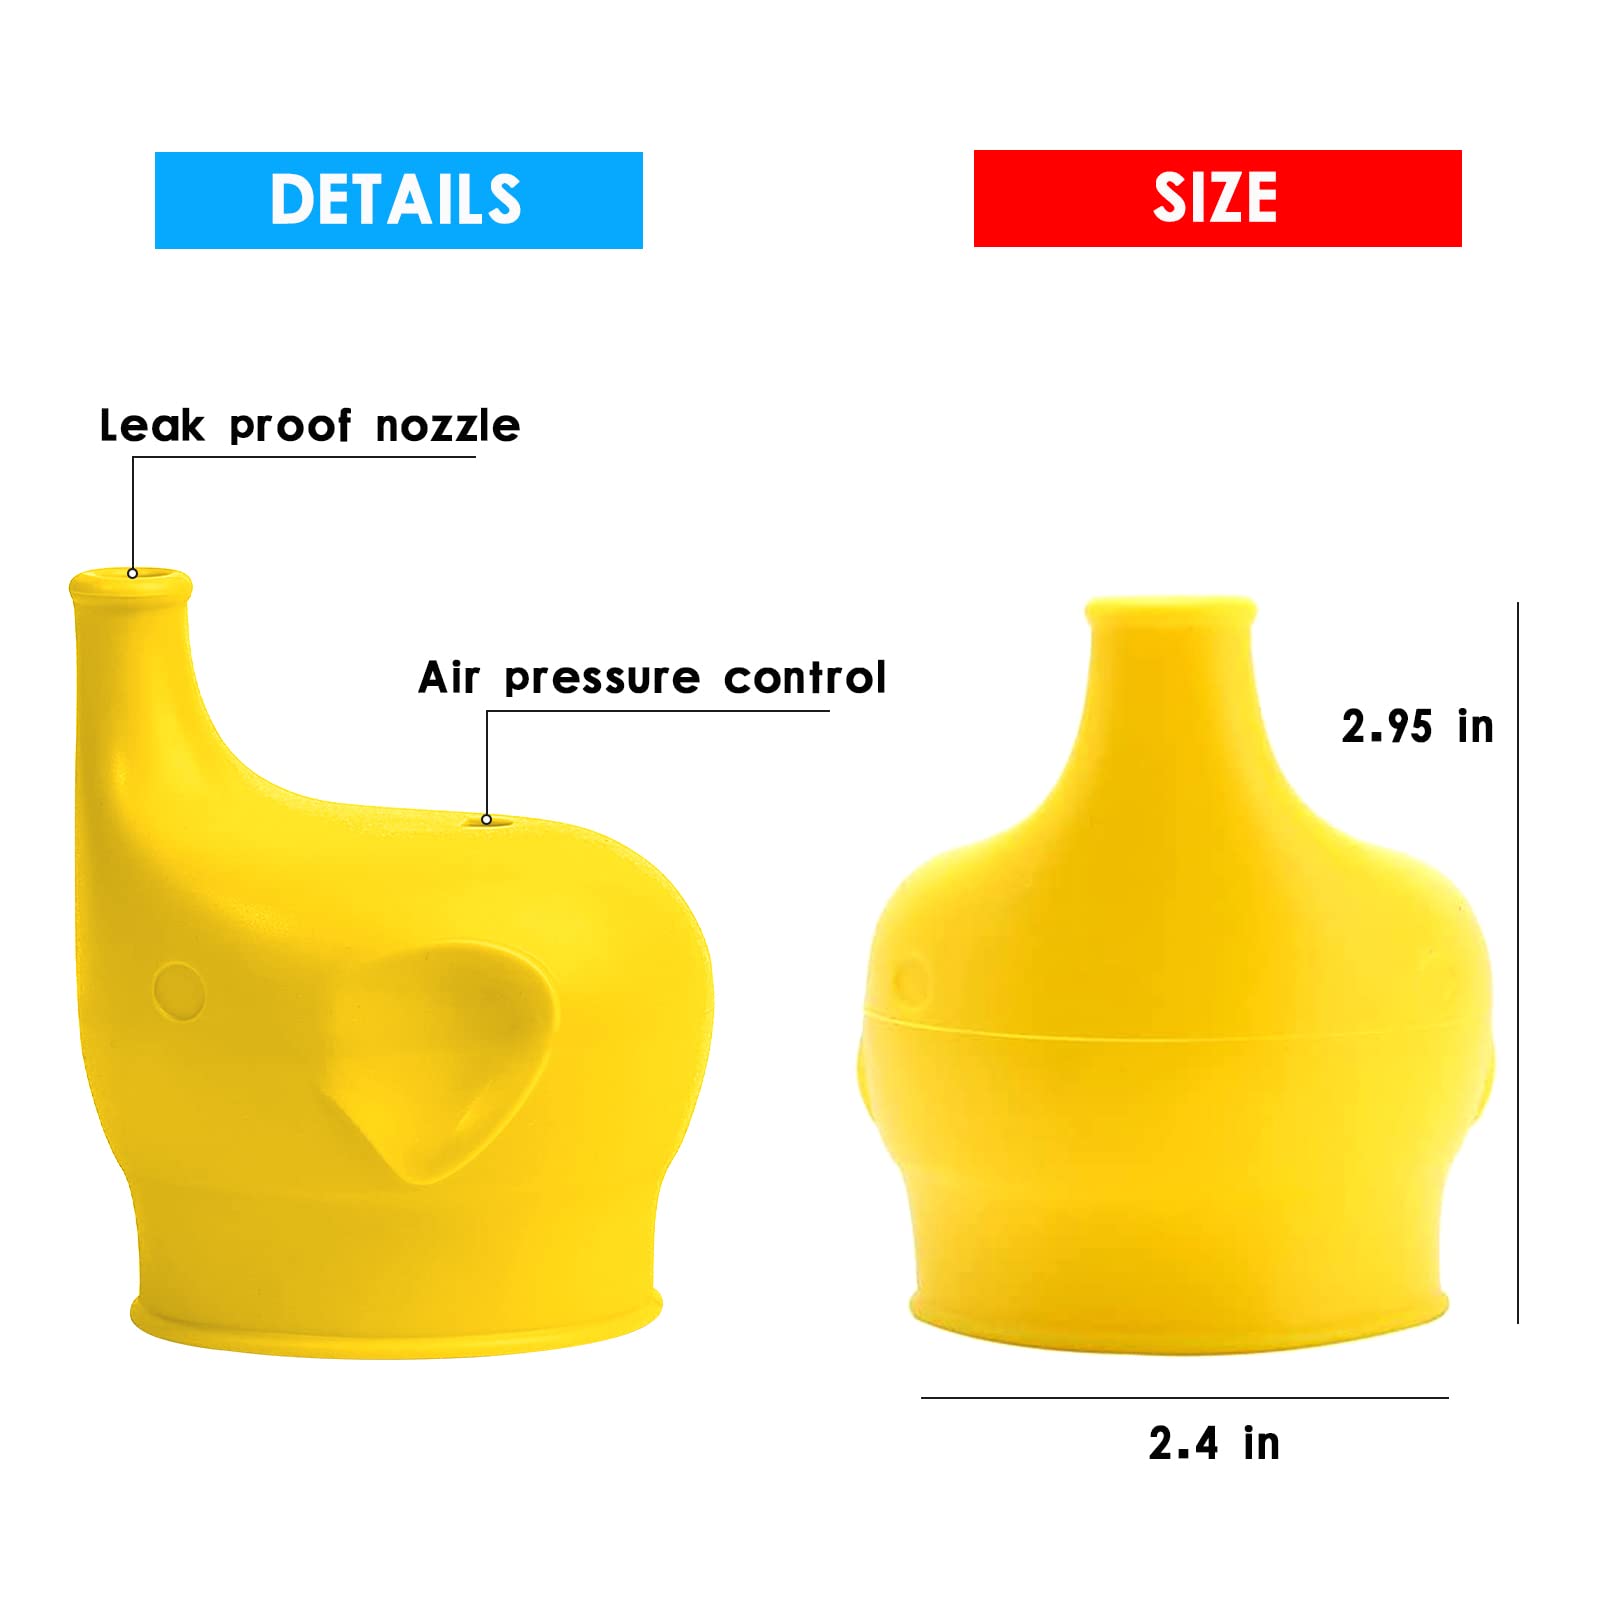 DETAILS
SIZE
Leak proof nozzle
Air pressure control
2.95 in
2.4 in